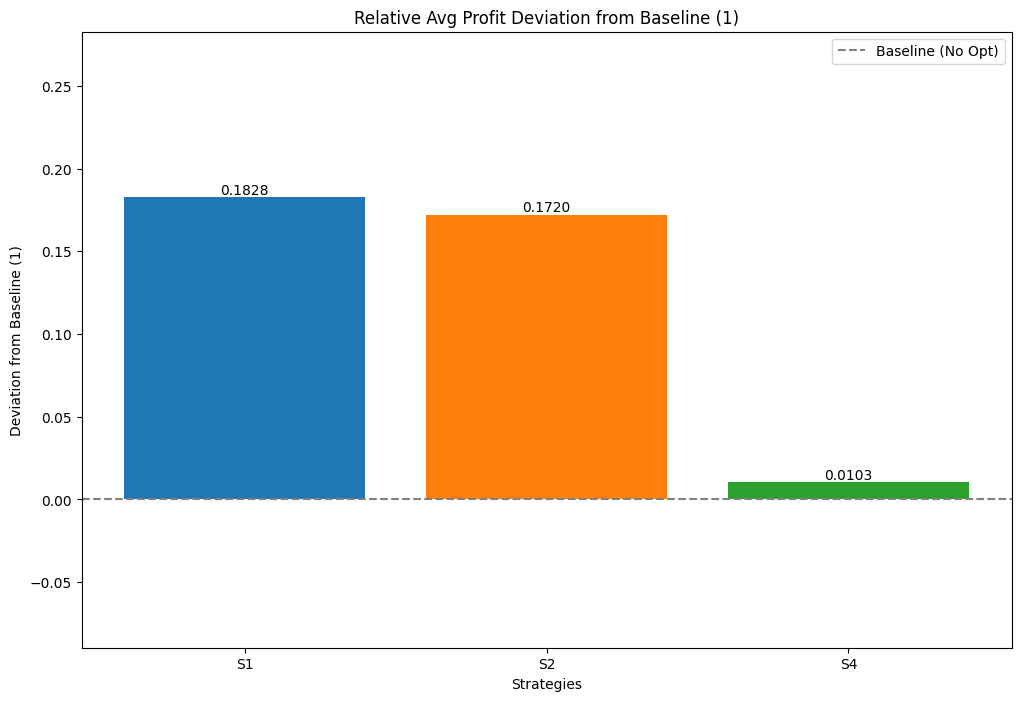 Relative Avg Profit Deviation from Baseline (1)
Baseline (No Opt)
Deviation from Baseline (1)
0.25
0.20
0.15
0.10
0.05
0.00
−0.05
0.1828
0.1720
0.0103
S1
S2
S4
Strategies